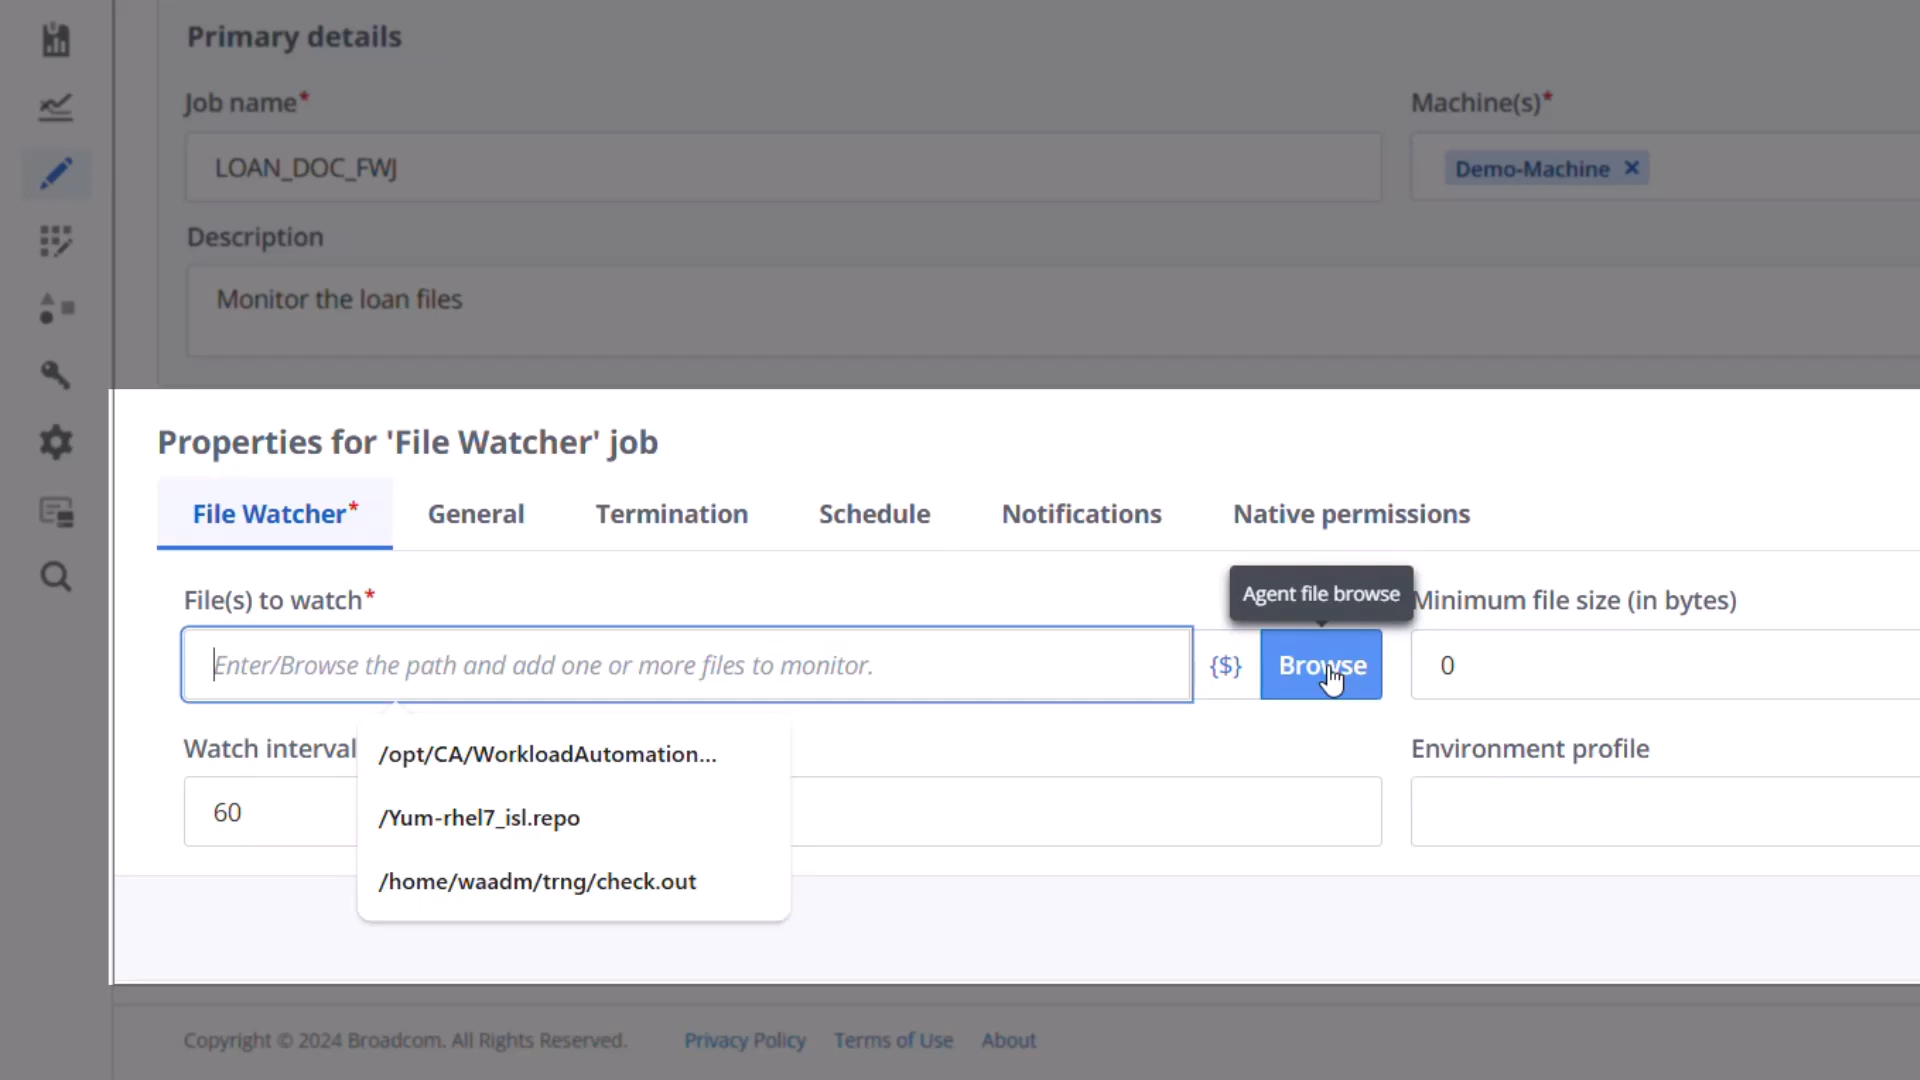 Primary details
Job name*
Machine(s)*
LOAN_DOC_FWJ
Demo-Machine ✕
Description
Monitor the loan files
Properties for 'File Watcher' job
File Watcher*
General
Termination
Schedule
Notifications
Native permissions
Agent file browse
File(s) to watch*
Minimum file size (in bytes)
Enter/Browse the path and add one or more files to monitor.
{$}
Browse
0
Watch interval
Environment profile
/opt/CA/WorkloadAutomation...
60
/Yum-rhel7_isl.repo
/home/waadm/trng/check.out
Copyright © 2024 Broadcom. All Rights Reserved.
Privacy Policy
Terms of Use
About